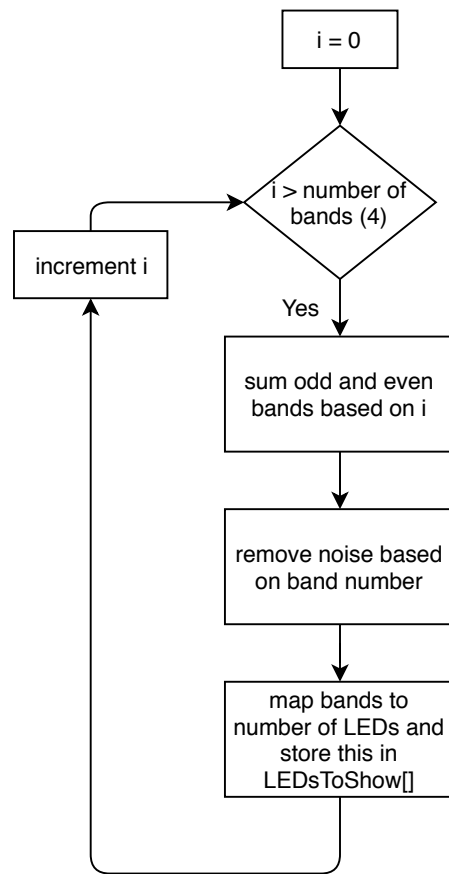 i = 0
i > number of
bands (4)
increment i
Yes
sum odd and even
bands based on i
remove noise based
on band number
map bands to
number of LEDs and
store this in
LEDsToShow[]